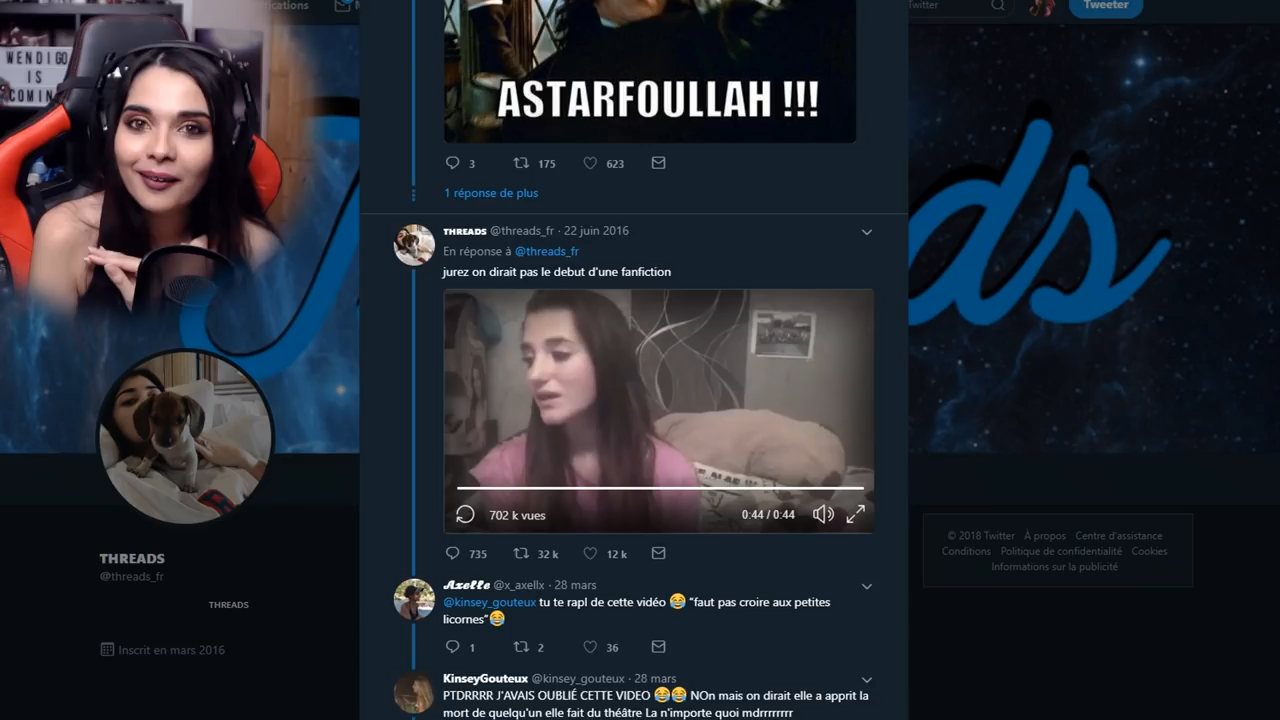 ications
M
Twitter
Tweeter
WENDIGO
IS
COMIN
ASTARFOULLAH !!!
3 175 623
1 réponse de plus
THREADS @threads_fr · 22 juin 2016
En réponse à @threads_fr
jurez on dirait pas le debut d'une fanfiction
702 k vues 0:44 / 0:44
735 32 k 12 k
Axelle @x_axellx · 28 mars
@kinsey_gouteux tu te rapl de cette vidéo 😂 “faut pas croire aux petites
licornes”😂
1 2 36
KinseyGouteux @kinsey_gouteux · 28 mars
PTDRRRR J'AVAIS OUBLIÉ CETTE VIDEO 😂😂 NOn mais on dirait elle a apprit la
mort de quelqu'un elle fait du théâtre La n'importe quoi mdrrrrrrr
THREADS
@threads_fr
THREADS
Inscrit en mars 2016
ds
© 2018 Twitter À propos Centre d'assistance
Conditions Politique de confidentialité Cookies
Informations sur la publicité